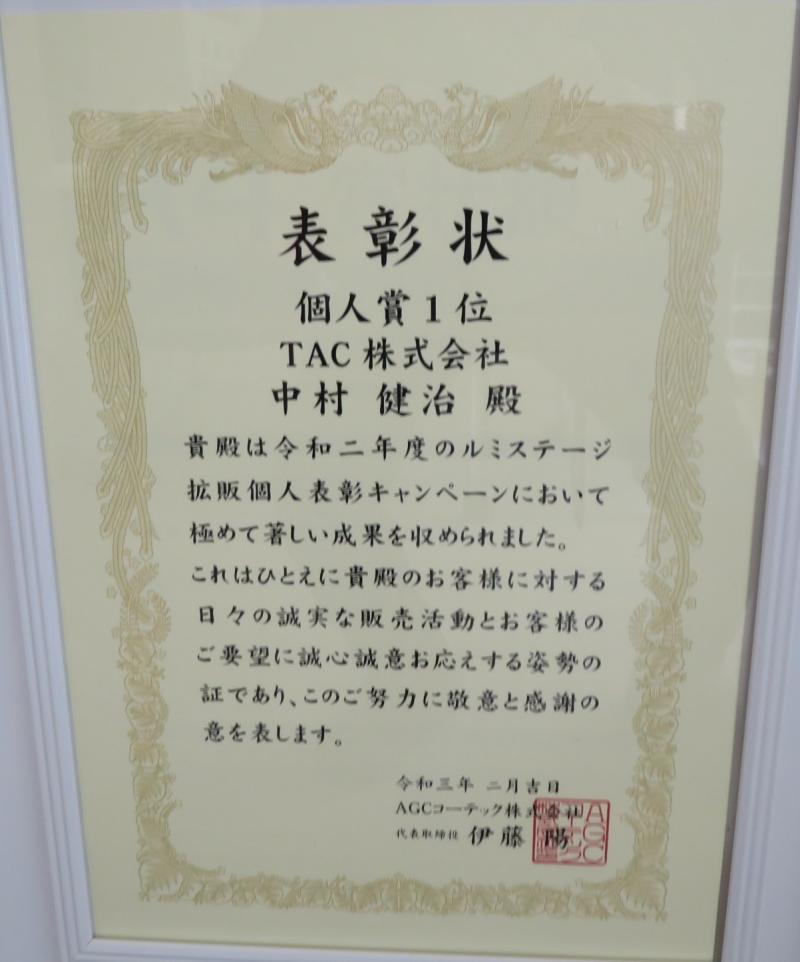 表彰状
個人賞1位
TAC 株式会社
中村 健治 殿
貴殿は令和二年度のルミステージ
拡販個人表彰キャンペーンにおいて
極めて著しい成果を収められました。
これはひとえに貴殿のお客様に対する
日々の誠実な販売活動とお客様の
ご要望に誠心誠意お応えする姿勢の
証であり、このご努力に敬意と感謝の
意を表します。
令和三年 二月吉日
AGCコーテック株式会社
代表取締役 伊藤 陽
AGC